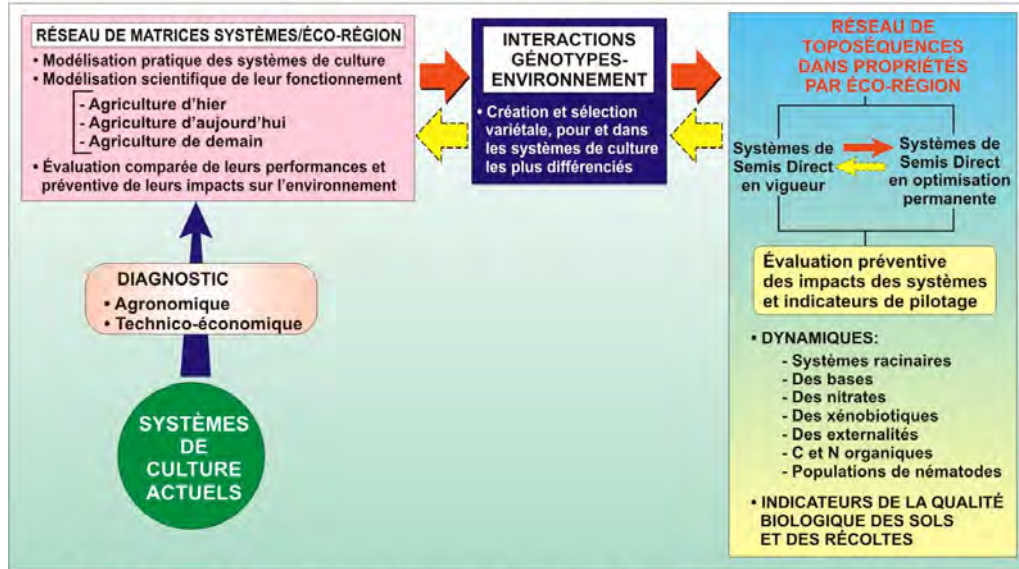 RÉSEAU DE MATRICES SYSTÈMES/ÉCO-RÉGION
• Modélisation pratique des systèmes de culture
• Modélisation scientifique de leur fonctionnement
- Agriculture d'hier
- Agriculture d'aujourd'hui
- Agriculture de demain
• Évaluation comparée de leurs performances et
préventive de leurs impacts sur l'environnement
DIAGNOSTIC
• Agronomique
• Technico-économique
SYSTÈMES
DE
CULTURE
ACTUELS
INTERACTIONS
GÉNOTYPES-
ENVIRONNEMENT
• Création et sélection
variétale, pour et dans
les systèmes de culture
les plus différenciés
RÉSEAU DE
TOPOSÉQUENCES
DANS PROPRIÉTÉS
PAR ÉCO-RÉGION
Systèmes de
Semis Direct
en vigueur
Systèmes de
Semis Direct
en optimisation
permanente
Évaluation préventive
des impacts des systèmes
et indicateurs de pilotage
• DYNAMIQUES:
- Systèmes racinaires
- Des bases
- Des nitrates
- Des xénobiotiques
- Des externalités
- C et N organiques
- Populations de nématodes
• INDICATEURS DE LA QUALITÉ
BIOLOGIQUE DES SOLS
ET DES RÉCOLTES